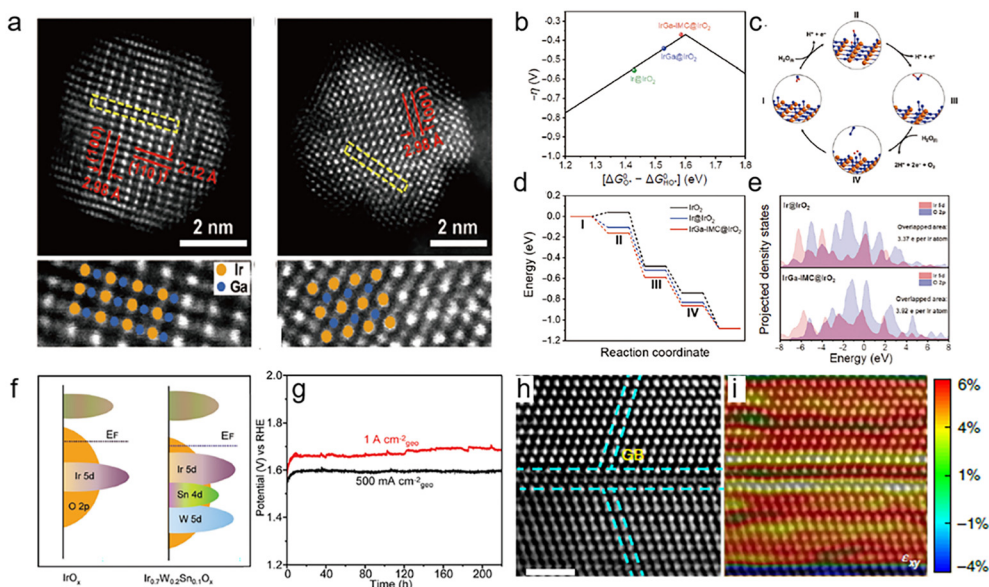 a
(100)
2.96 Å
(110)
2.12 Å
2 nm
(100)
2.96 Å
2 nm
Ir
Ga
b
-η (V)
-0.3
-0.4
-0.5
-0.6
-0.7
-0.8
-0.9
-1.0
IrGa-IMC@IrO₂
IrGa@IrO₂
Ir@IrO₂
1.2 1.3 1.4 1.5 1.6 1.7 1.8
[ΔG⁰O* − ΔG⁰HO*] (eV)
c
II
H⁺ + e⁻
H⁺ + e⁻
H₂O(l)
I
III
H₂O(l)
2H⁺ + 2e⁻ + O₂
IV
d
Energy (eV)
0.0
-0.2
-0.4
-0.6
-0.8
-1.0
-1.2
IrO₂
Ir@IrO₂
IrGa-IMC@IrO₂
I
II
III
IV
Reaction coordinate
e
Projected density states
Ir@IrO₂
Ir 5d
O 2p
Overlapped area:
3.37 e per Ir atom
IrGa-IMC@IrO₂
Ir 5d
O 2p
Overlapped area:
3.92 e per Ir atom
-8 -6 -4 -2 0 2 4 6 8
Energy (eV)
f
EF
EF
Ir 5d
O 2p
Ir 5d
Sn 4d
W 5d
IrOₓ
Ir₀.₇W₀.₂Sn₀.₁Oₓ
g
Potential (V) vs RHE
2.0
1.8
1.6
1.4
1.2
1 A cm⁻²geo
500 mA cm⁻²geo
0 40 80 120 160 200
Time (h)
h
GB
i
εxy
6%
4%
1%
−1%
−4%